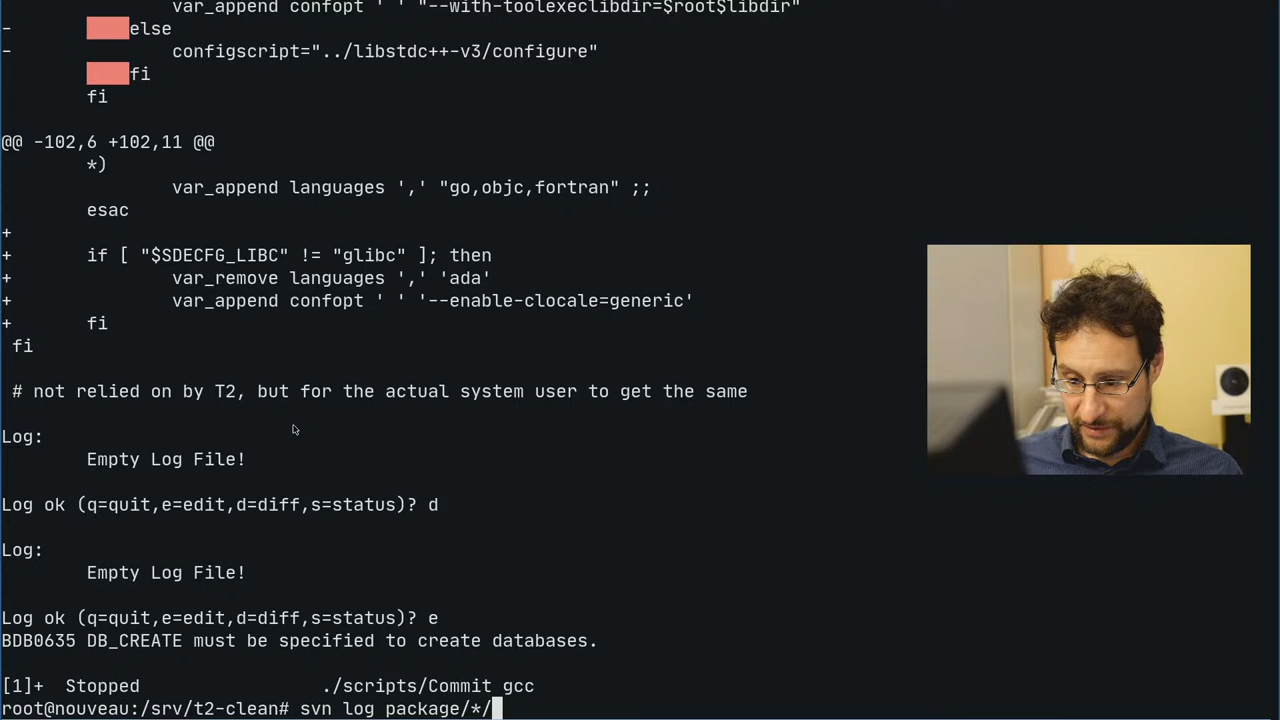 var_append confopt ' ' "--with-toolexeclibdir=$root$libdir"
- else
- configscript="../libstdc++-v3/configure"
fi
fi
@@ -102,6 +102,11 @@
*)
var_append languages ',' "go,objc,fortran" ;;
esac
+
+ if [ "$SDECFG_LIBC" != "glibc" ]; then
+ var_remove languages ',' 'ada'
+ var_append confopt ' ' '--enable-clocale=generic'
+ fi
fi
# not relied on by T2, but for the actual system user to get the same
Log:
Empty Log File!
Log ok (q=quit,e=edit,d=diff,s=status)? d
Log:
Empty Log File!
Log ok (q=quit,e=edit,d=diff,s=status)? e
BDB0635 DB_CREATE must be specified to create databases.
[1]+ Stopped ./scripts/Commit gcc
root@nouveau:/srv/t2-clean# svn log package/*/